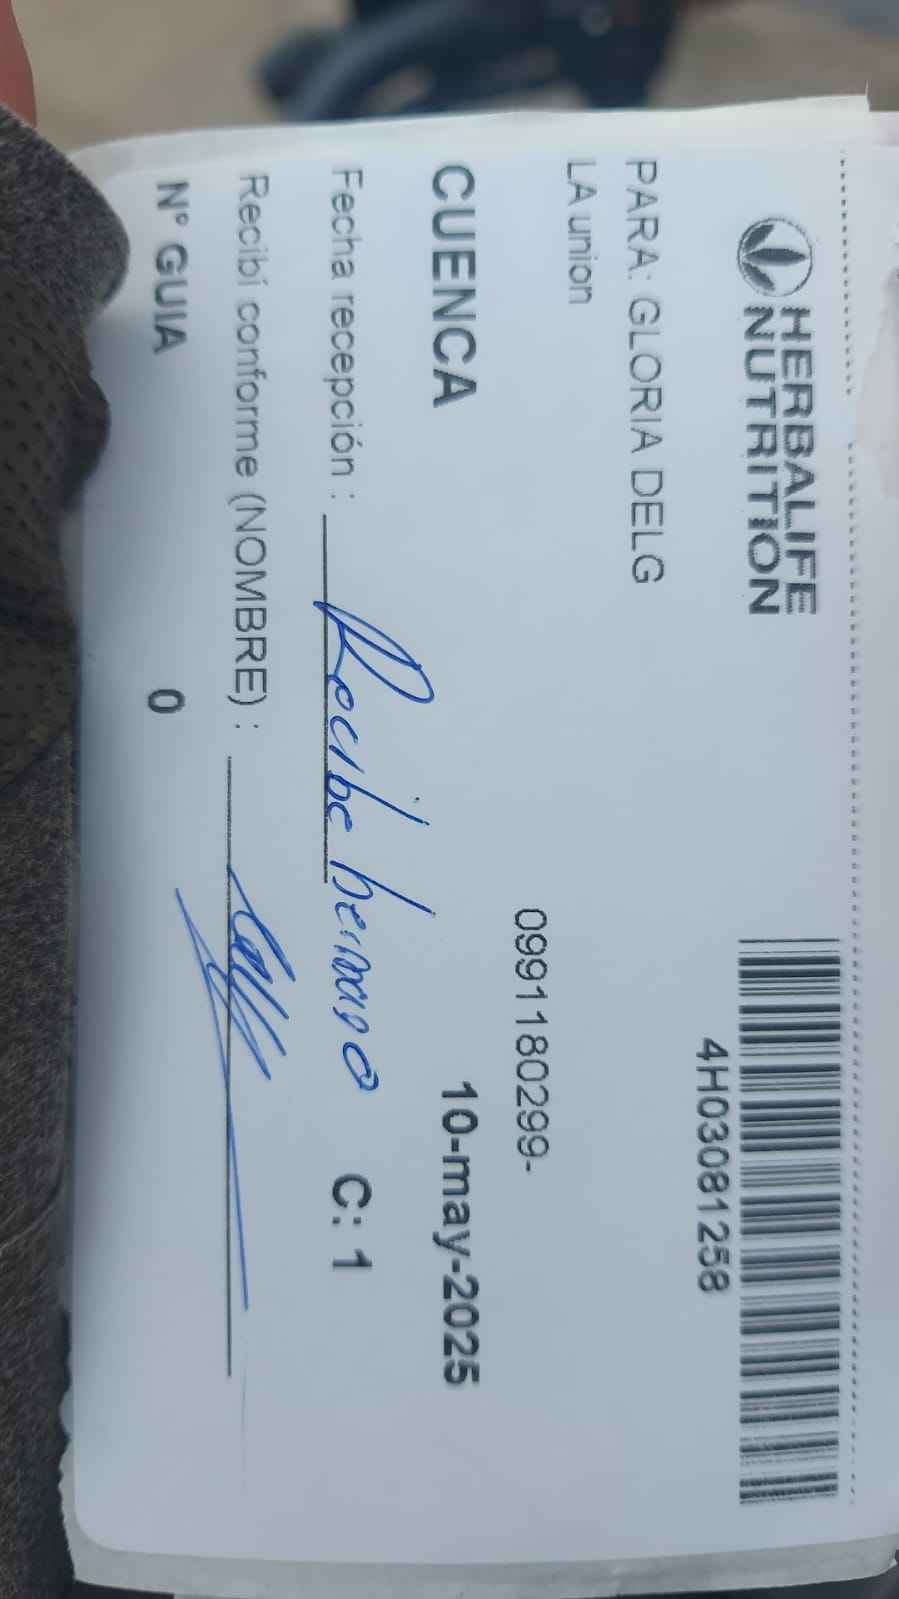 HERBALIFE
NUTRITION
4H03081258
PARA: GLORIA DELG
LA union
0991180299-
CUENCA 10-may-2025
Fecha recepción : Recibe C: 1
Recibí conforme (NOMBRE) :
N° GUIA 0